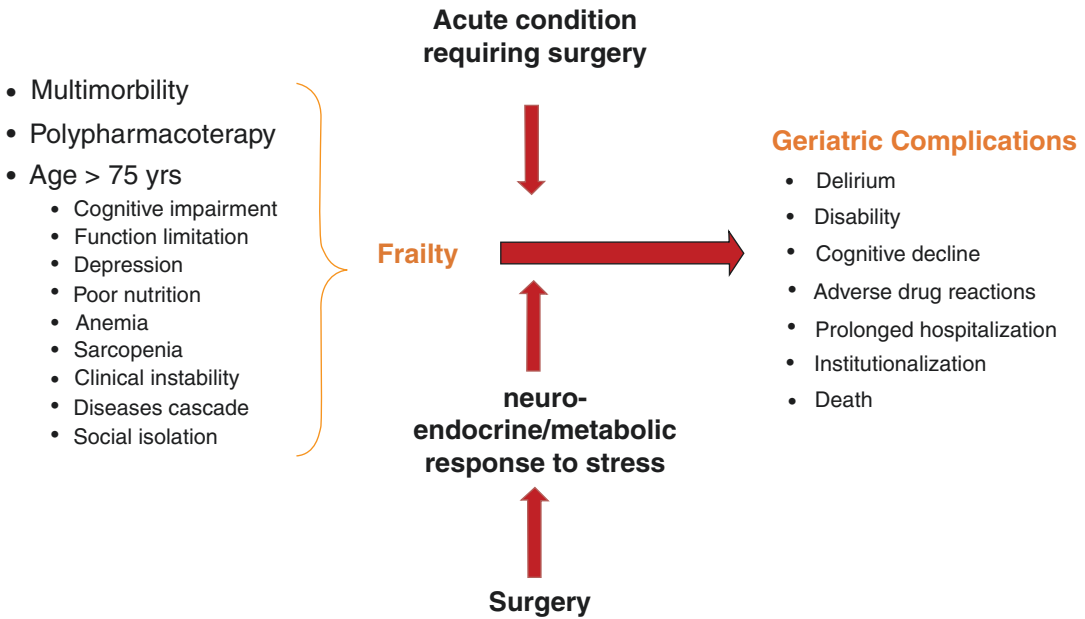 Acute condition
requiring surgery
• Multimorbility
• Polypharmacoterapy
• Age > 75 yrs
• Cognitive impairment
• Function limitation
• Depression
• Poor nutrition
• Anemia
• Sarcopenia
• Clinical instability
• Diseases cascade
• Social isolation
Frailty
neuro-
endocrine/metabolic
response to stress
Surgery
Geriatric Complications
• Delirium
• Disability
• Cognitive decline
• Adverse drug reactions
• Prolonged hospitalization
• Institutionalization
• Death